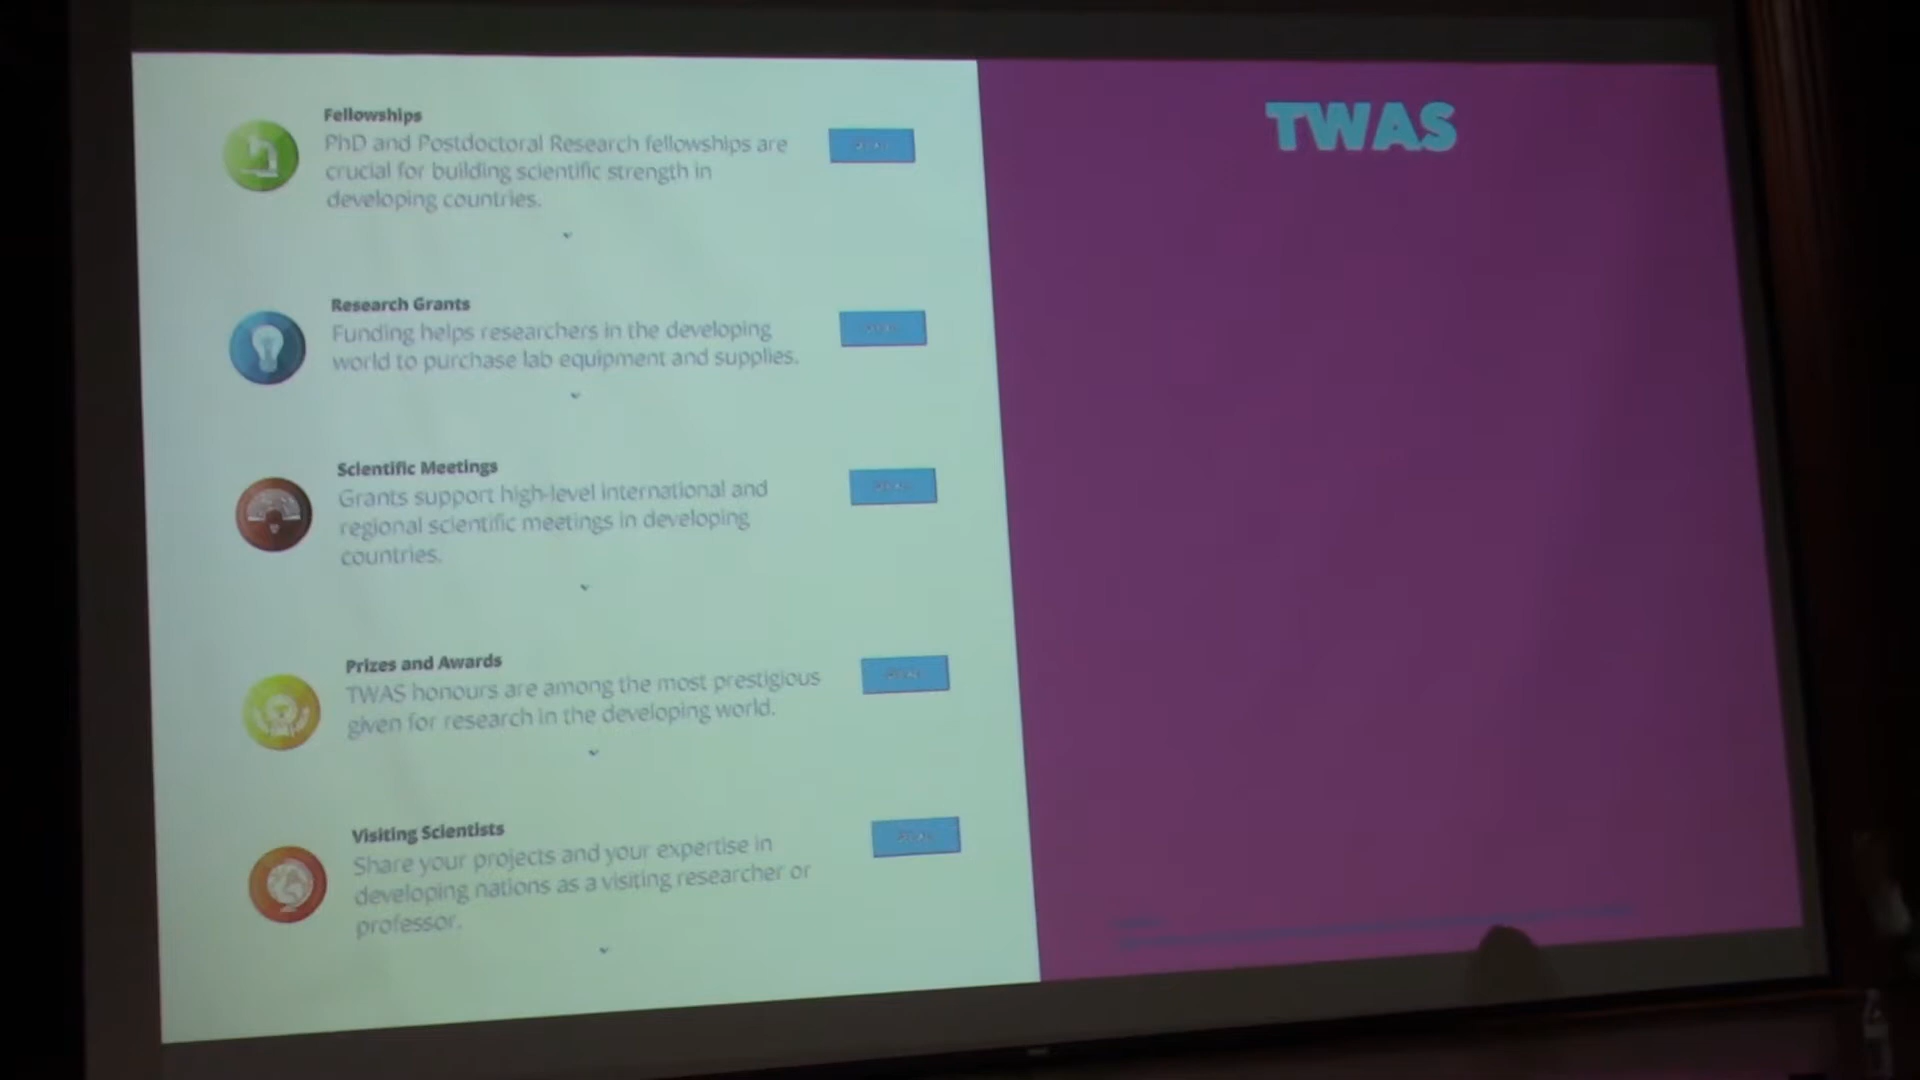 Fellowships
PhD and Postdoctoral Research fellowships are
crucial for building scientific strength in
developing countries.
Research Grants
Funding helps researchers in the developing
world to purchase lab equipment and supplies.
Scientific Meetings
Grants support high-level international and
regional scientific meetings in developing
countries.
Prizes and Awards
TWAS honours are among the most prestigious
given for research in the developing world.
Visiting Scientists
Share your projects and your expertise in
developing nations as a visiting researcher or
professor.
TWAS